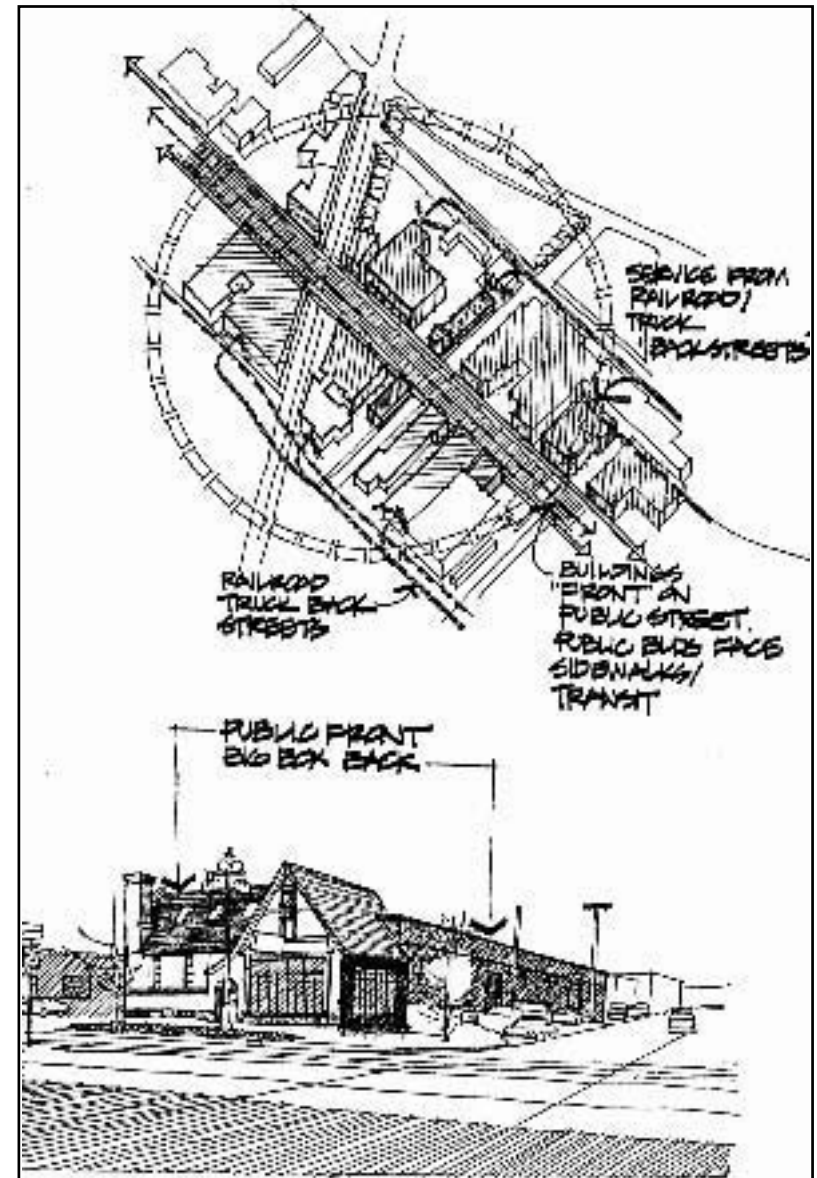 SERVICE FROM
RAILROAD/
TRUCK
BACKSTREETS
RAILROAD
TRUCK BACK
STREETS
BUILDINGS
"FRONT" ON
PUBLIC STREET.
PUBLIC BLDS FACE
SIDEWALKS/
TRANSIT
PUBLIC FRONT
BIG BOX BACK